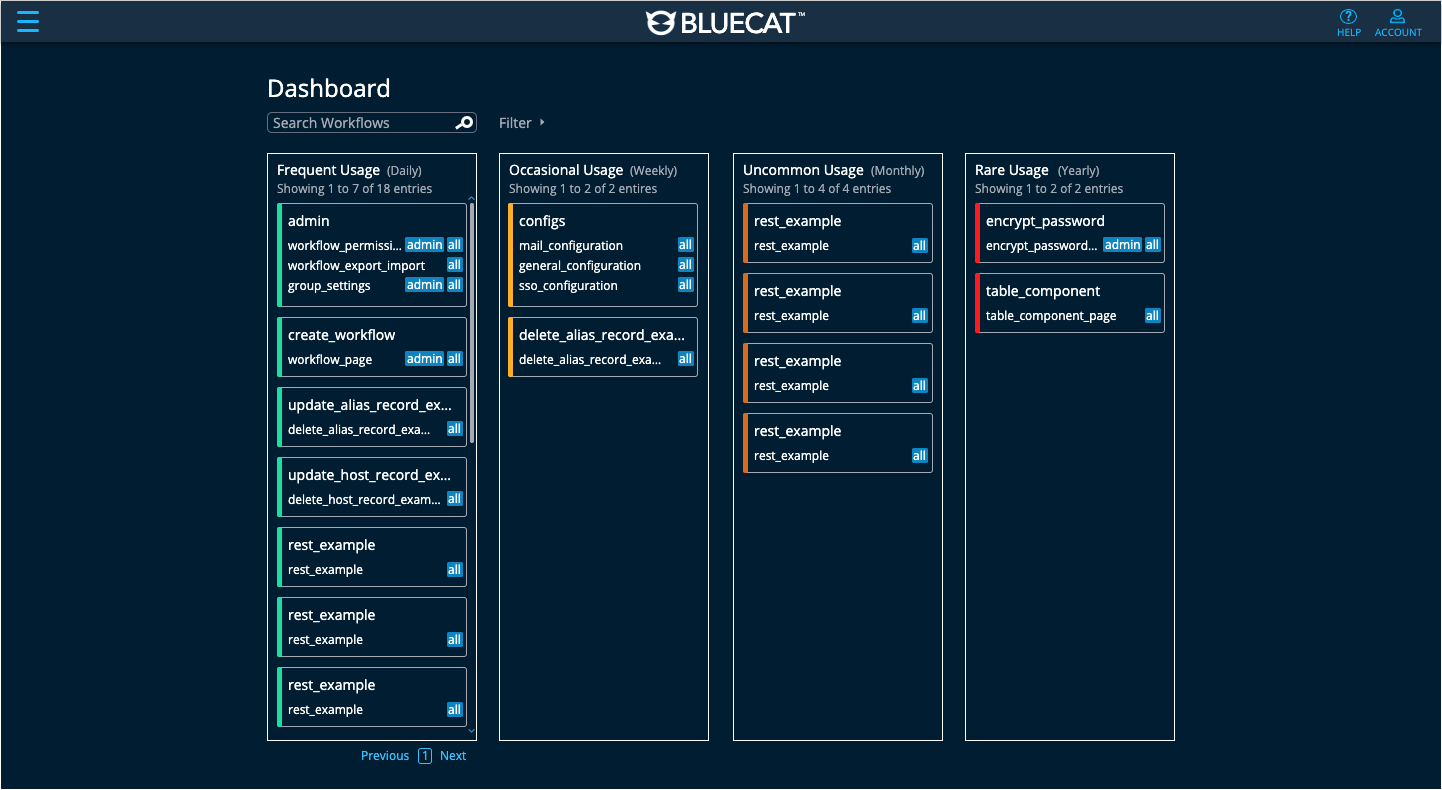 BLUECAT™
HELP
ACCOUNT
Dashboard
Search Workflows
Filter
Frequent Usage (Daily)
Showing 1 to 7 of 18 entries
admin
workflow_permissi... admin all
workflow_export_import all
group_settings admin all
create_workflow
workflow_page admin all
update_alias_record_ex...
delete_alias_record_exa... all
update_host_record_ex...
delete_host_record_exam... all
rest_example
rest_example all
rest_example
rest_example all
rest_example
rest_example all
Previous 1 Next
Occasional Usage (Weekly)
Showing 1 to 2 of 2 entires
configs
mail_configuration all
general_configuration all
sso_configuration all
delete_alias_record_exa...
delete_alias_record_exa... all
Uncommon Usage (Monthly)
Showing 1 to 4 of 4 entries
rest_example
rest_example all
rest_example
rest_example all
rest_example
rest_example all
rest_example
rest_example all
Rare Usage (Yearly)
Showing 1 to 2 of 2 entries
encrypt_password
encrypt_password... admin all
table_component
table_component_page all